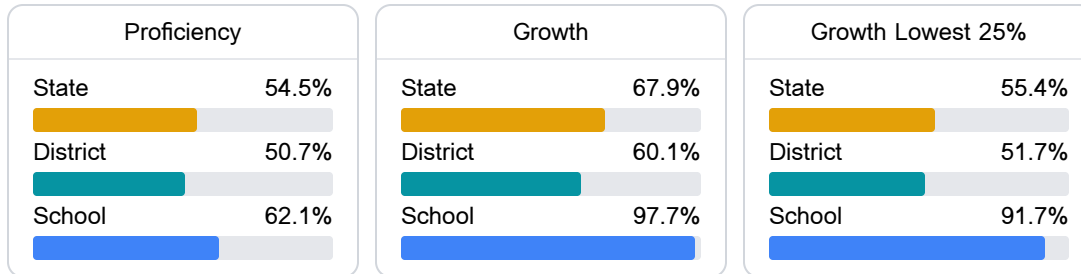 Proficiency
State 54.5%
District 50.7%
School 62.1%
Growth
State 67.9%
District 60.1%
School 97.7%
Growth Lowest 25%
State 55.4%
District 51.7%
School 91.7%